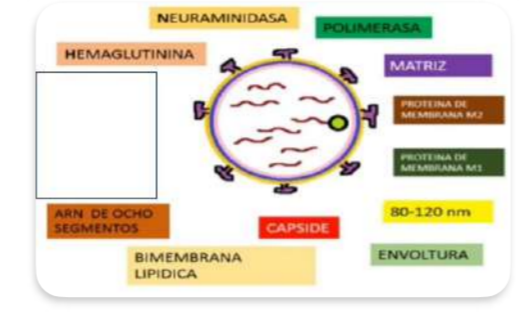 NEURAMINIDASA
POLIMERASA
HEMAGLUTININA
MATRIZ
PROTEINA DE
MEMBRANA M2
PROTEINA DE
MEMBRANA M1
ARN DE OCHO
SEGMENTOS
80-120 nm
CAPSIDE
BIMEMBRANA
LIPIDICA
ENVOLTURA